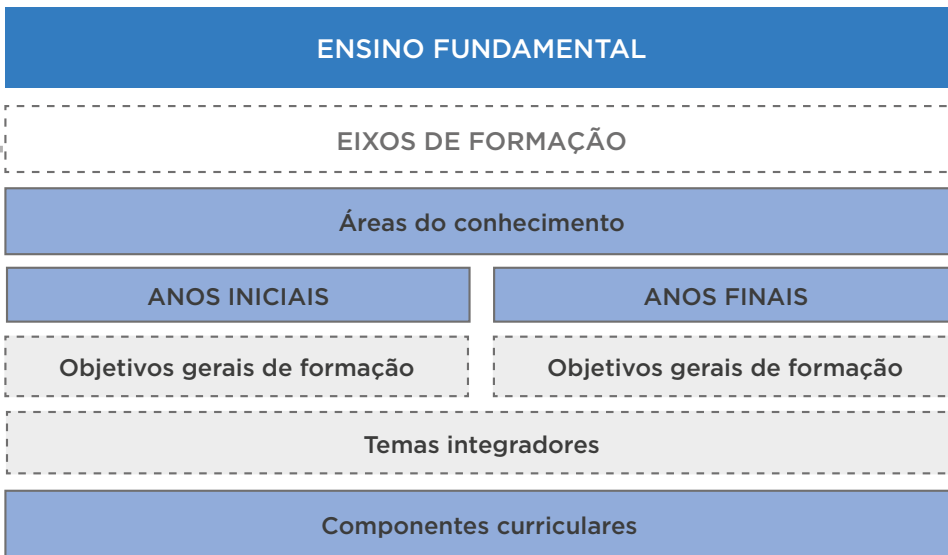 ENSINO FUNDAMENTAL
EIXOS DE FORMAÇÃO
Áreas do conhecimento
ANOS INICIAIS
ANOS FINAIS
Objetivos gerais de formação
Objetivos gerais de formação
Temas integradores
Componentes curriculares